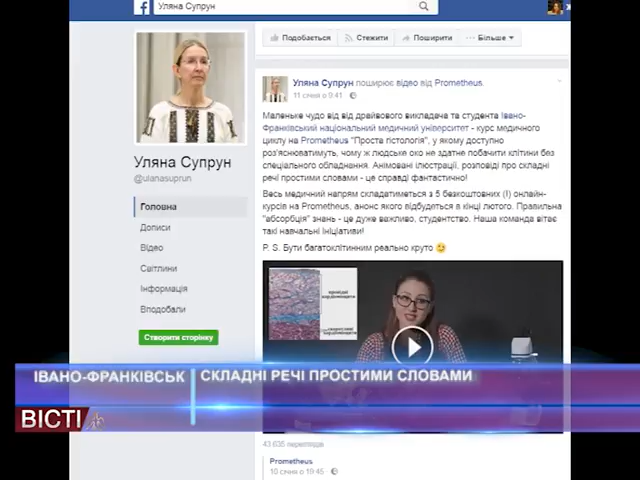 Уляна Супрун
Подобається
Стежити
Поширити
··· Більше
Уляна Супрун поширює відео від Prometheus.
11 січня о 9:41
Маленьке чудо від від драйвового викладача та студента Івано-
Франківський національний медичний університет - курс медичного
циклу на Prometheus "Проста гістологія", у якому доступно
роз'яснюватимуть, чому ж людське око не здатне побачити клітини без
спеціального обладнання. Анімовані ілюстрації, розповіді про складні
речі простими словами - це справді фантастично!
Весь медичний напрям складатиметься з 5 безкоштовних (!) онлайн-
курсів на Prometheus, анонс якого відбудеться в кінці лютого. Правильна
"абсорбція" знань - це дуже важливо, студентство. Наша команда вітає
такі навчальні ініціативи!
P. S. Бути багатоклітинним реально круто
Уляна Супрун
@ulanasuprun
Головна
Дописи
Відео
Світлини
Інформація
Вподобали
Створити сторінку
ІВАНО-ФРАНКІВСЬК
СКЛАДНІ РЕЧІ ПРОСТИМИ СЛОВАМИ
ВІСТІ
43 635 переглядів
Prometheus
10 січня о 19:45